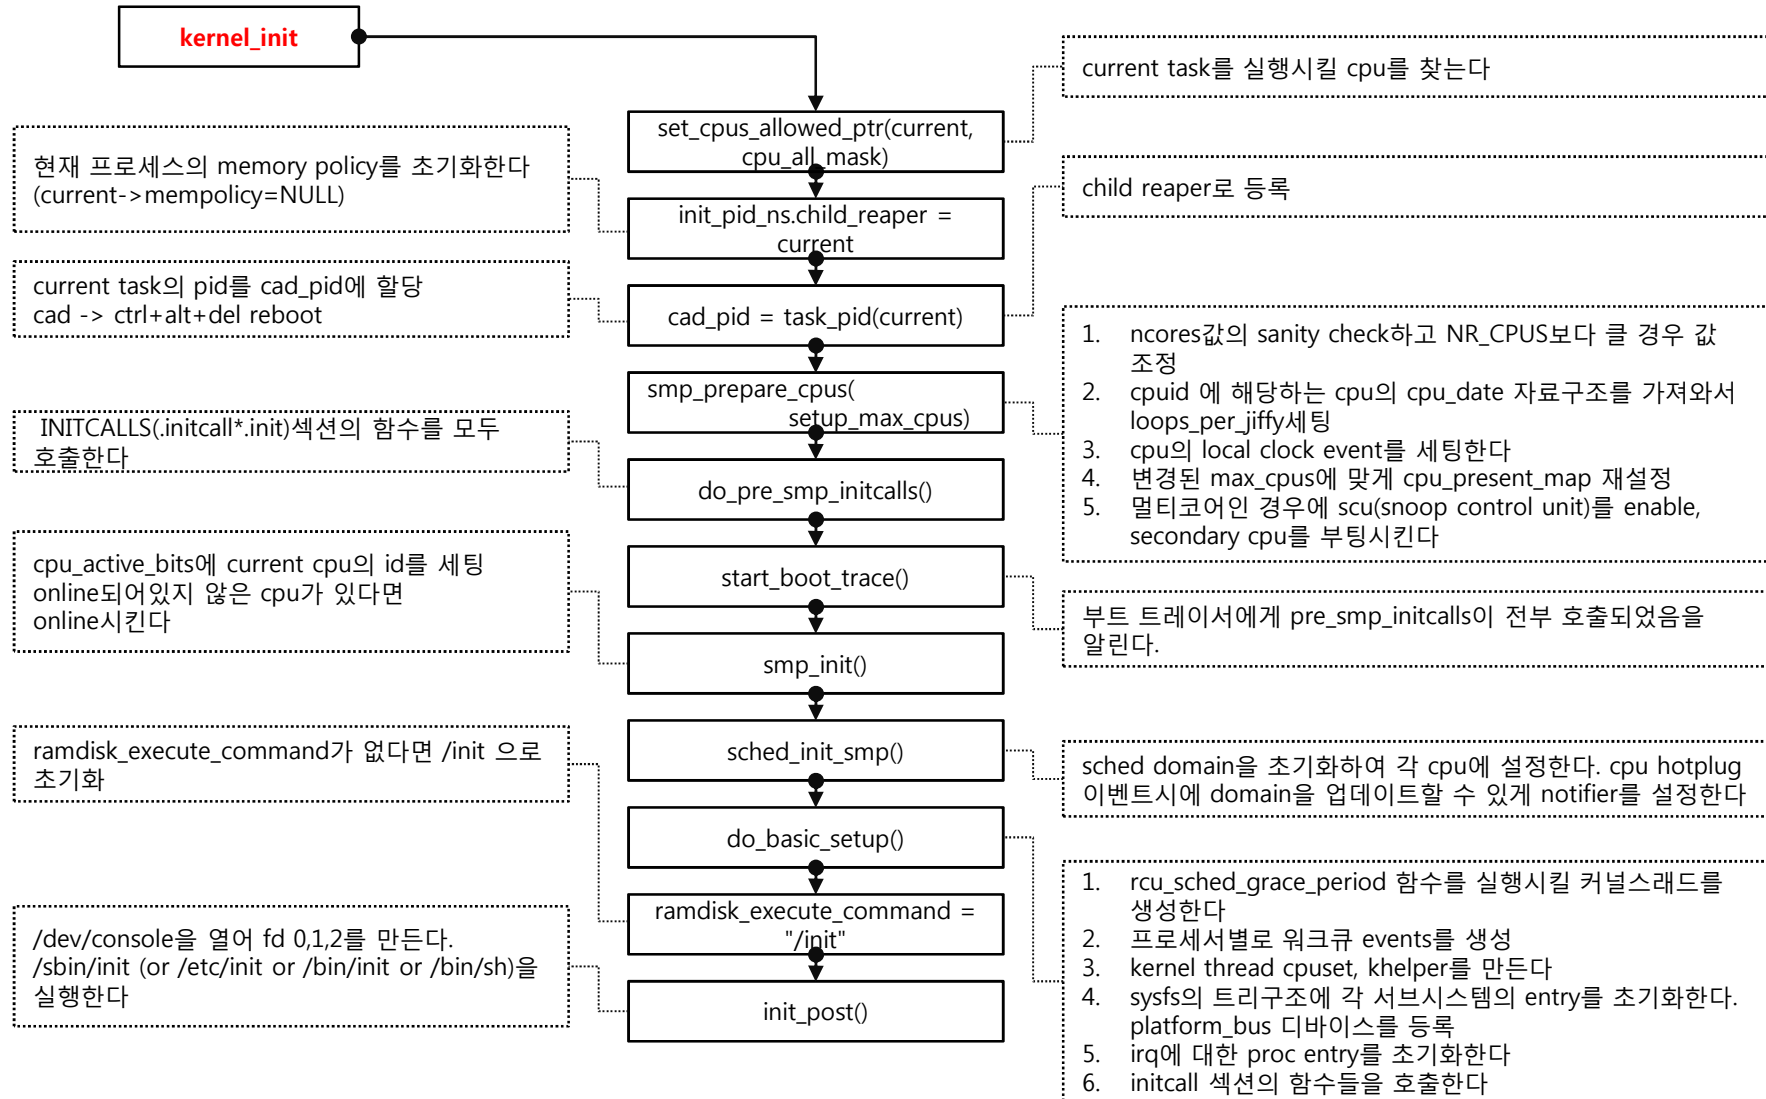 kernel_init
current task를 실행시킬 cpu를 찾는다
set_cpus_allowed_ptr(current,
cpu_all_mask)
현재 프로세스의 memory policy를 초기화한다
(current->mempolicy=NULL)
child reaper로 등록
init_pid_ns.child_reaper =
current
current task의 pid를 cad_pid에 할당
cad -> ctrl+alt+del reboot
cad_pid = task_pid(current)
1. ncores값의 sanity check하고 NR_CPUS보다 클 경우 값
조정
2. cpuid 에 해당하는 cpu의 cpu_date 자료구조를 가져와서
loops_per_jiffy세팅
3. cpu의 local clock event를 세팅한다
4. 변경된 max_cpus에 맞게 cpu_present_map 재설정
5. 멀티코어인 경우에 scu(snoop control unit)를 enable,
secondary cpu를 부팅시킨다
smp_prepare_cpus(
setup_max_cpus)
INITCALLS(.initcall*.init)섹션의 함수를 모두
호출한다
do_pre_smp_initcalls()
cpu_active_bits에 current cpu의 id를 세팅
online되어있지 않은 cpu가 있다면
online시킨다
start_boot_trace()
부트 트레이서에게 pre_smp_initcalls이 전부 호출되었음을
알린다.
smp_init()
ramdisk_execute_command가 없다면 /init 으로
초기화
sched_init_smp()
sched domain을 초기화하여 각 cpu에 설정한다. cpu hotplug
이벤트시에 domain을 업데이트할 수 있게 notifier를 설정한다
do_basic_setup()
1. rcu_sched_grace_period 함수를 실행시킬 커널스래드를
생성한다
2. 프로세서별로 워크큐 events를 생성
3. kernel thread cpuset, khelper를 만든다
4. sysfs의 트리구조에 각 서브시스템의 entry를 초기화한다.
platform_bus 디바이스를 등록
5. irq에 대한 proc entry를 초기화한다
6. initcall 섹션의 함수들을 호출한다
ramdisk_execute_command =
"/init"
/dev/console을 열어 fd 0,1,2를 만든다.
/sbin/init (or /etc/init or /bin/init or /bin/sh)을
실행한다
init_post()